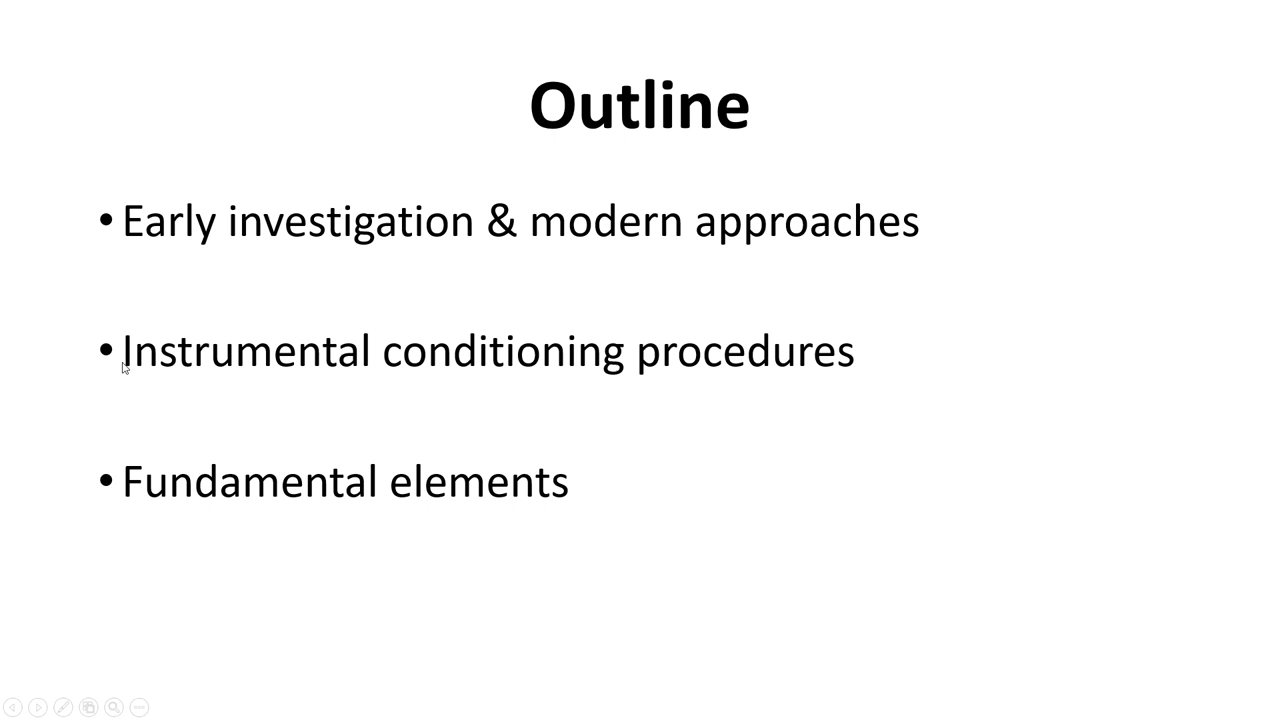 Outline
• Early investigation & modern approaches
• Instrumental conditioning procedures
• Fundamental elements